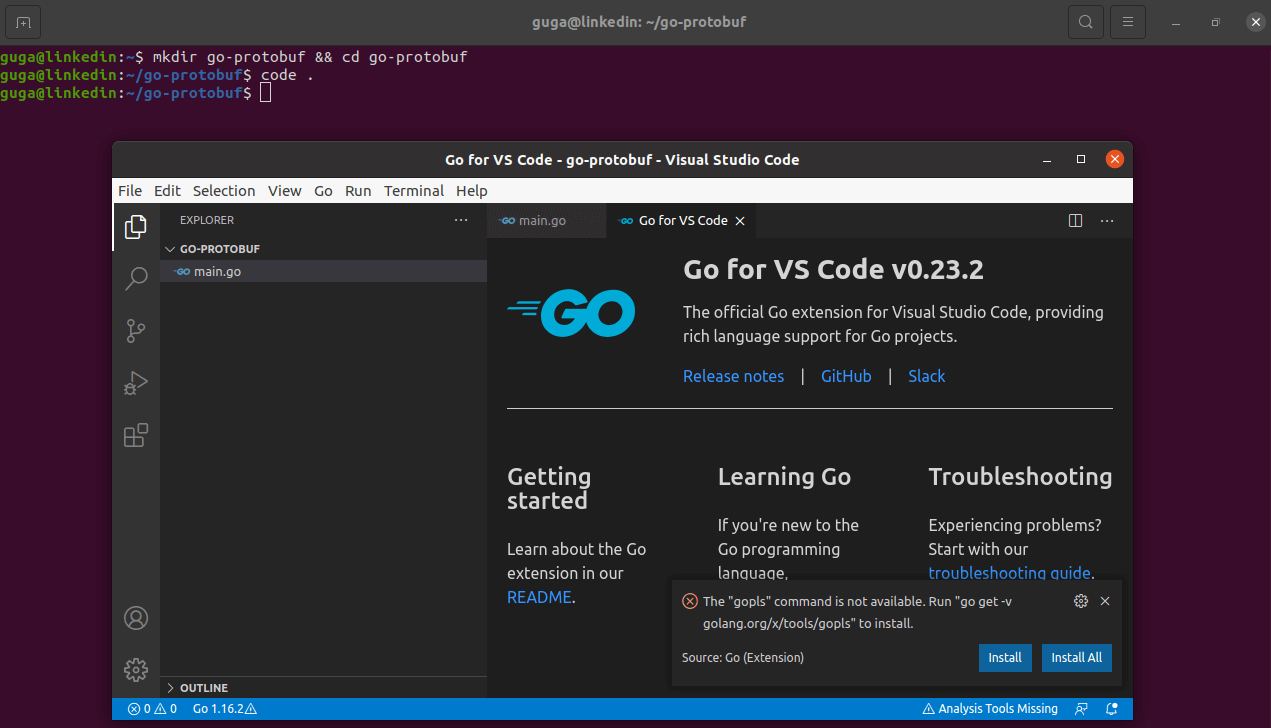 guga@linkedin: ~/go-protobuf
guga@linkedin:~$ mkdir go-protobuf && cd go-protobuf
guga@linkedin:~/go-protobuf$ code .
guga@linkedin:~/go-protobuf$
Go for VS Code - go-protobuf - Visual Studio Code
File Edit Selection View Go Run Terminal Help
EXPLORER
GO-PROTOBUF
GO main.go
OUTLINE
GO main.go
GO Go for VS Code
GO
Go for VS Code v0.23.2
The official Go extension for Visual Studio Code, providing
rich language support for Go projects.
Release notes | GitHub | Slack
Getting
started
Learn about the Go
extension in our
README.
Learning Go
If you're new to the
Go programming
language,
Troubleshooting
Experiencing problems?
Start with our
troubleshooting guide.
The "gopls" command is not available. Run "go get -v
golang.org/x/tools/gopls" to install.
Source: Go (Extension)
Install
Install All
0 0 Go 1.16.2
Analysis Tools Missing